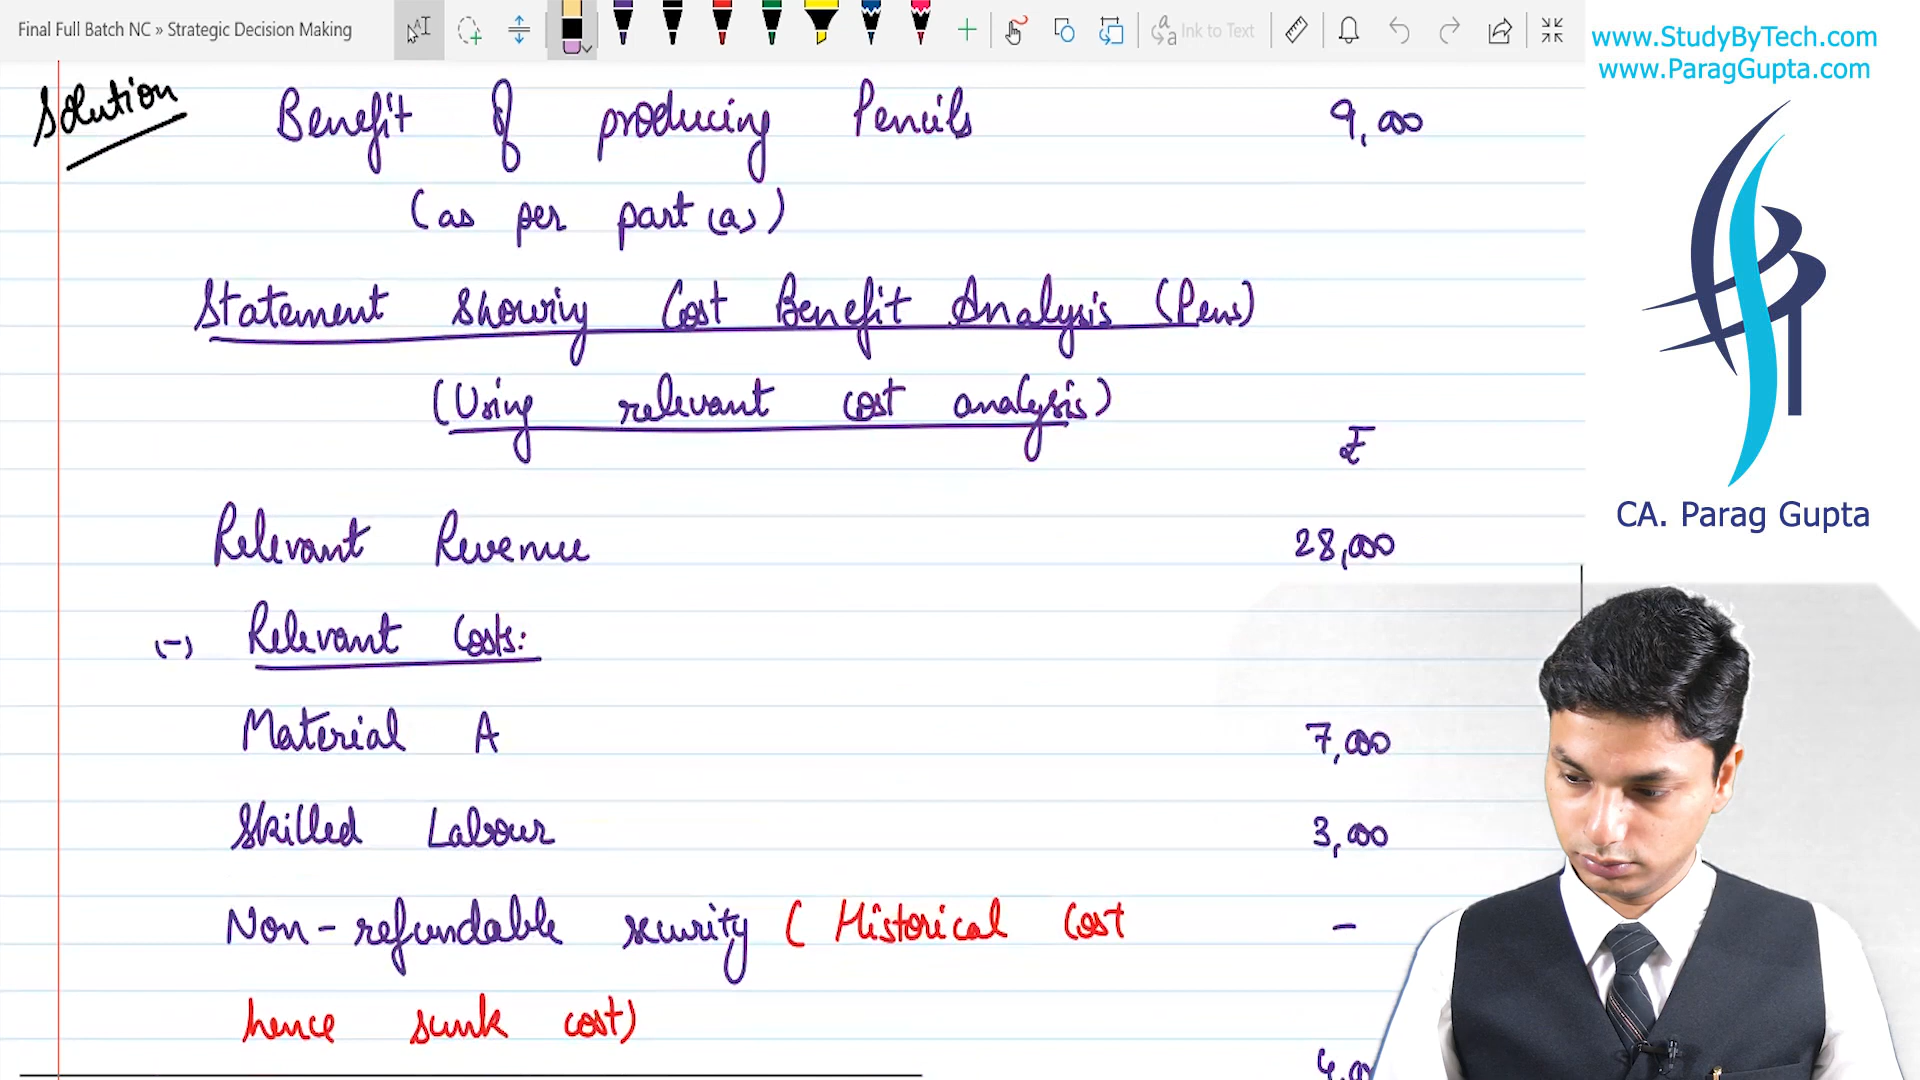 Final Full Batch NC » Strategic Decision Making
Ink to Text
www.StudyByTech.com
www.ParagGupta.com
CA. Parag Gupta
Solution
Benefit of producing Pencils 9,000
(as per part (a))
Statement Showing Cost Benefit Analysis (Pens)
(Using relevant cost analysis)
₹
Relevant Revenue 28,000
(-) Relevant Costs:
Material A 7,000
Skilled Labour 3,000
Non-refundable security (Historical Cost -
hence sunk cost)